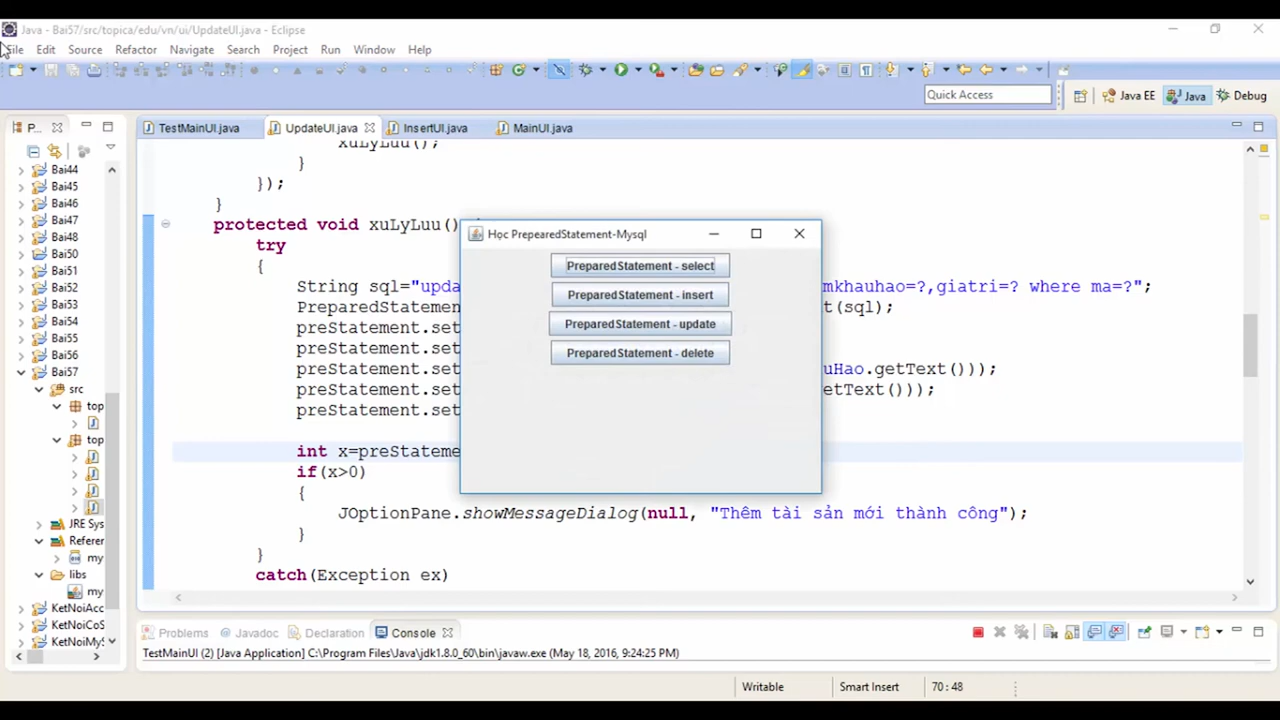 Java - Bai57/src/topica/edu/vn/ui/UpdateUI.java - Eclipse
File Edit Source Refactor Navigate Search Project Run Window Help
Quick Access
Java EE Java Debug
P...
TestMainUI.java UpdateUI.java InsertUI.java MainUI.java
Bai44
Bai45
Bai46
Bai47
Bai48
Bai50
Bai51
Bai52
Bai53
Bai54
Bai55
Bai56
Bai57
src
top
top
JRE Sys
Referer
my
libs
my
KetNoiAcc
KetNoiCoS
KetNoiMyS
xuLyLuu();
}
});
}
protected void xuLyLuu()
try
{
String sql="upda mkhauhao=?,giatri=? where ma=?";
PreparedStatemen t(sql);
preStatement.set
preStatement.set
preStatement.set uHao.getText()));
preStatement.set etText()));
preStatement.set
int x=preStateme
if(x>0)
{
JOptionPane.showMessageDialog(null, "Thêm tài sản mới thành công");
}
}
catch(Exception ex)
Học PrepearedStatement-Mysql
PreparedStatement - select
PreparedStatement - insert
PreparedStatement - update
PreparedStatement - delete
Problems Javadoc Declaration Console
TestMainUI (2) [Java Application] C:\Program Files\Java\jdk1.8.0_60\bin\javaw.exe (May 18, 2016, 9:24:25 PM)
Writable Smart Insert 70 : 48